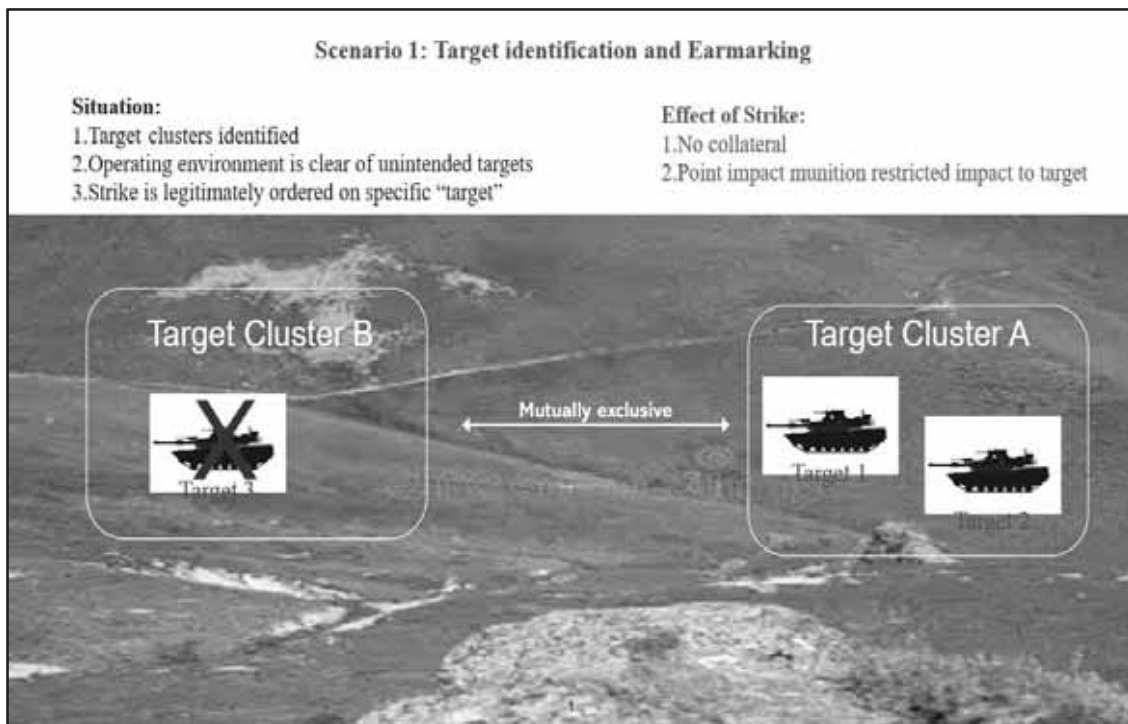 Scenario 1: Target identification and Earmarking
Situation:
1.Target clusters identified
2.Operating environment is clear of unintended targets
3.Strike is legitimately ordered on specific “target”
Effect of Strike:
1.No collateral
2.Point impact munition restricted impact to target
Target Cluster B
Target Cluster A
Mutually exclusive
Target 3
Target 1
Target 2
1